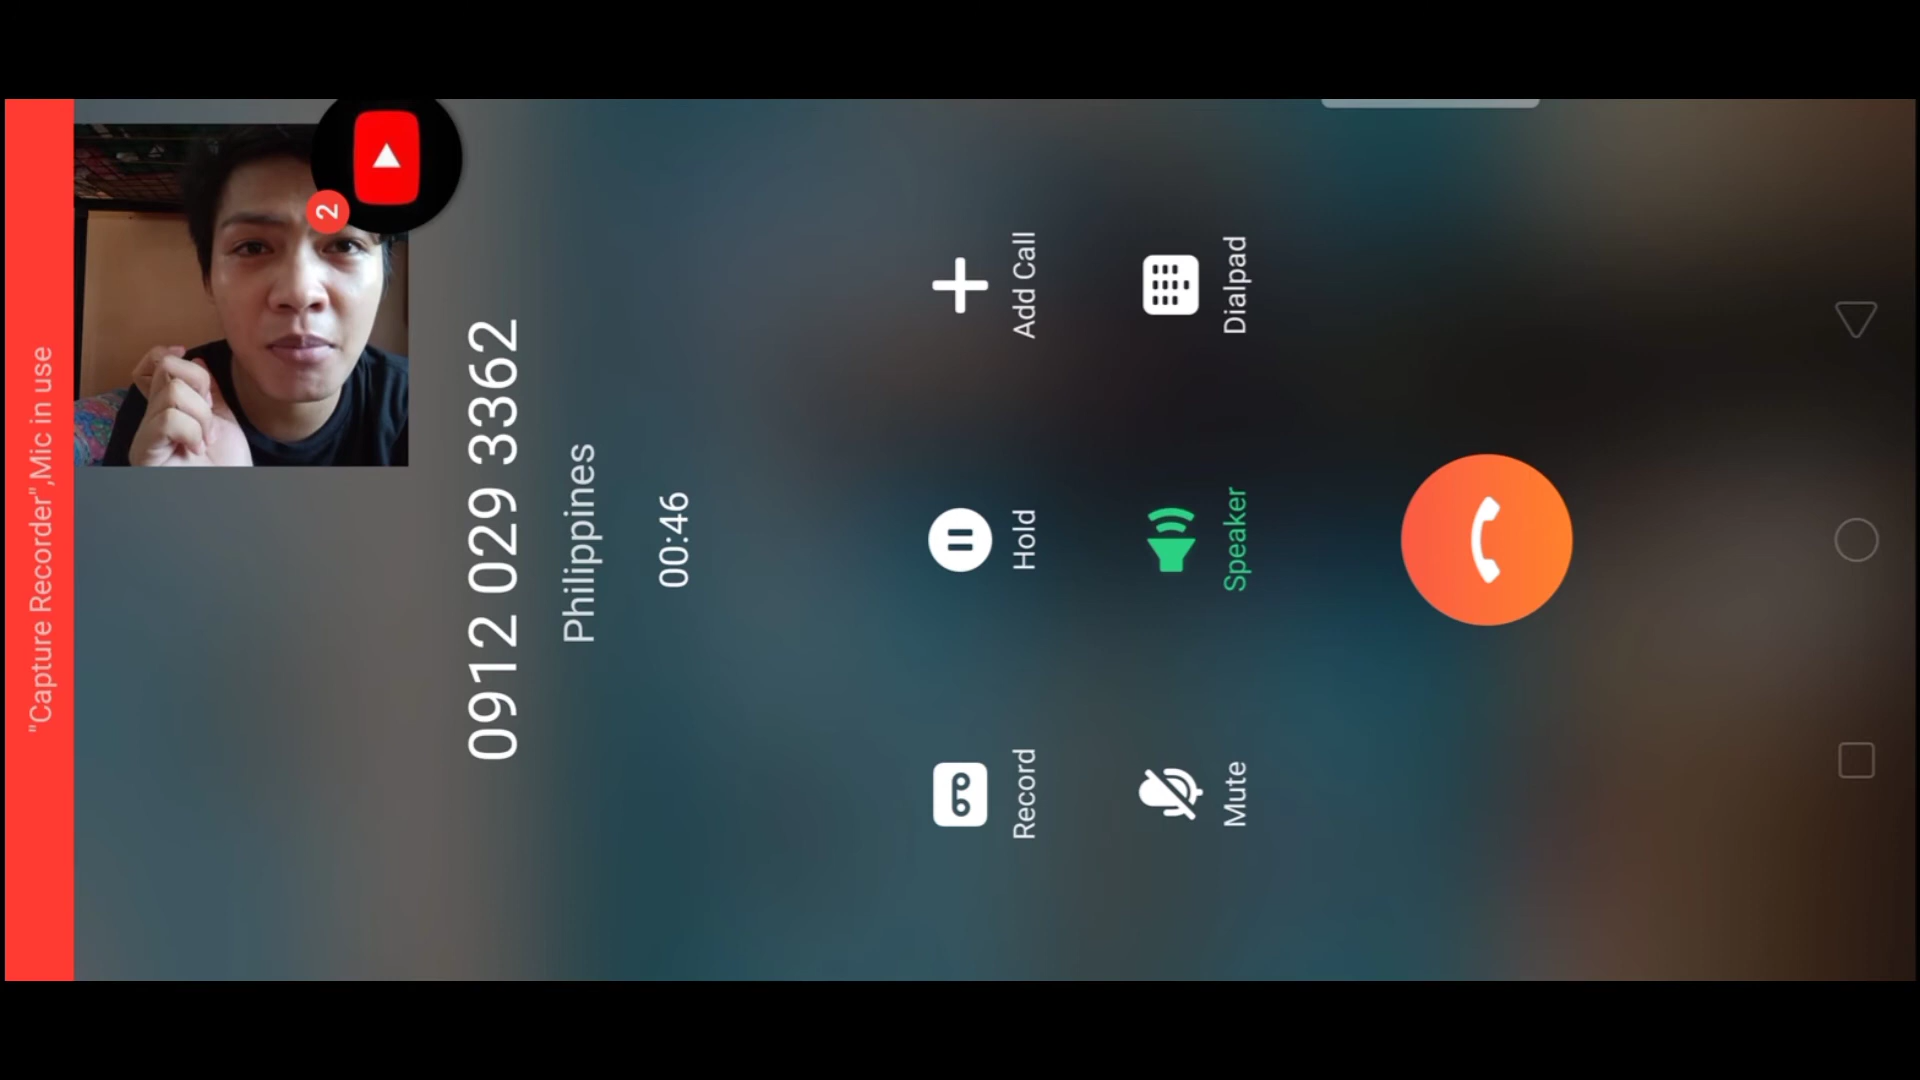 "Capture Recorder",Mic in use
2
0912 029 3362
Philippines
00:46
Record
Hold
Add Call
Mute
Speaker
Dialpad